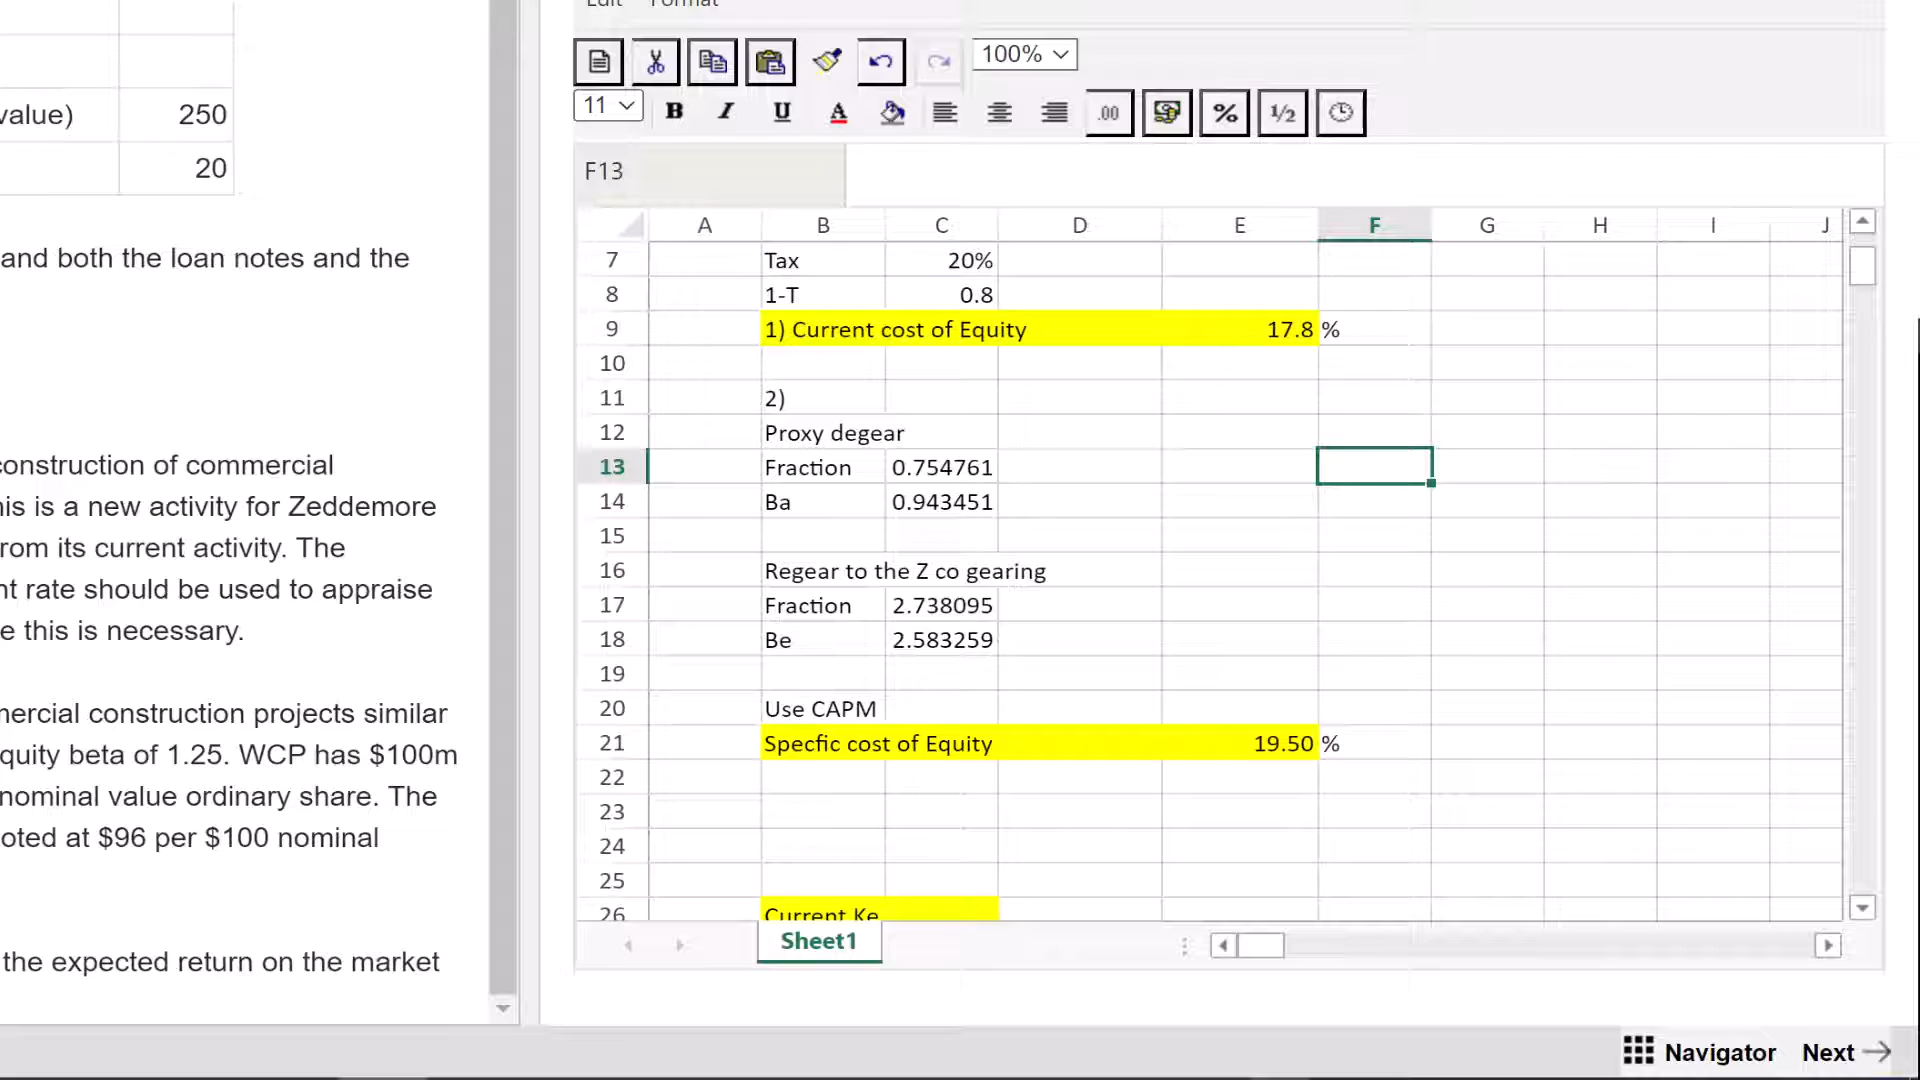 value)
250
20
and both the loan notes and the
construction of commercial
his is a new activity for Zeddemore
rom its current activity. The
nt rate should be used to appraise
e this is necessary.
mercial construction projects similar
quity beta of 1.25. WCP has $100m
nominal value ordinary share. The
oted at $96 per $100 nominal
the expected return on the market
Edit Format
100%
11 B I U A .00 % 1/2
F13
A B C D E F G H I J
7 Tax 20%
8 1-T 0.8
9 1) Current cost of Equity 17.8 %
10
11 2)
12 Proxy degear
13 Fraction 0.754761
14 Ba 0.943451
15
16 Regear to the Z co gearing
17 Fraction 2.738095
18 Be 2.583259
19
20 Use CAPM
21 Specfic cost of Equity 19.50 %
22
23
24
25
26 Current Ke
Sheet1
Navigator Next